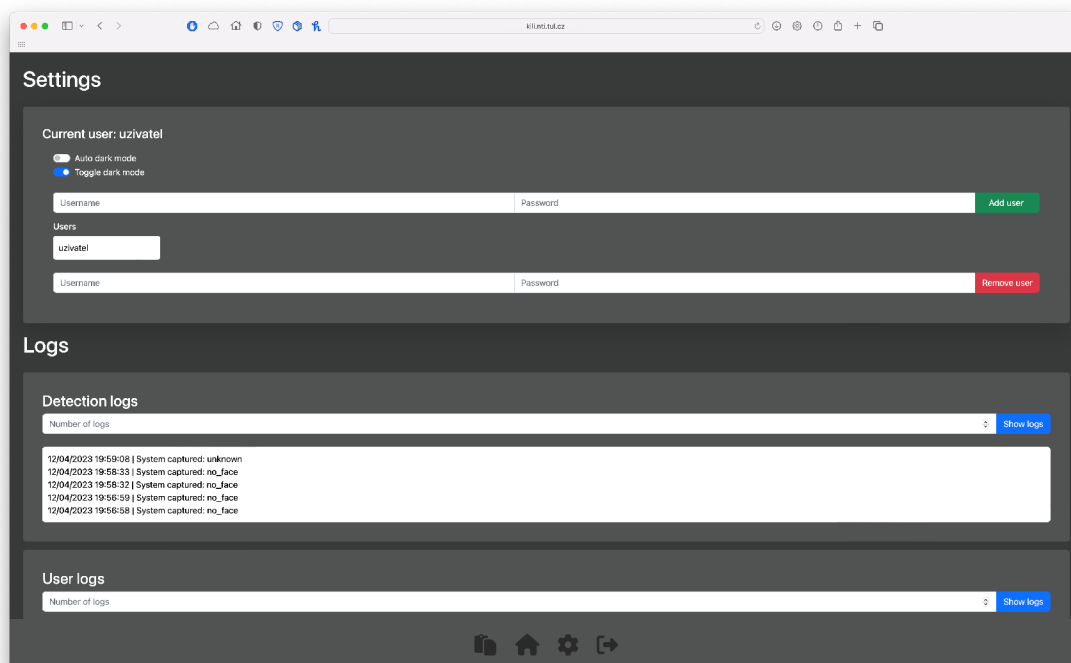 kili.nti.tul.cz
Settings
Current user: uzivatel
Auto dark mode
Toggle dark mode
Username Password Add user
Users
uzivatel
Username Password Remove user
Logs
Detection logs
Number of logs Show logs
12/04/2023 19:59:08 | System captured: unknown
12/04/2023 19:58:33 | System captured: no_face
12/04/2023 19:58:32 | System captured: no_face
12/04/2023 19:56:59 | System captured: no_face
12/04/2023 19:56:58 | System captured: no_face
User logs
Number of logs Show logs